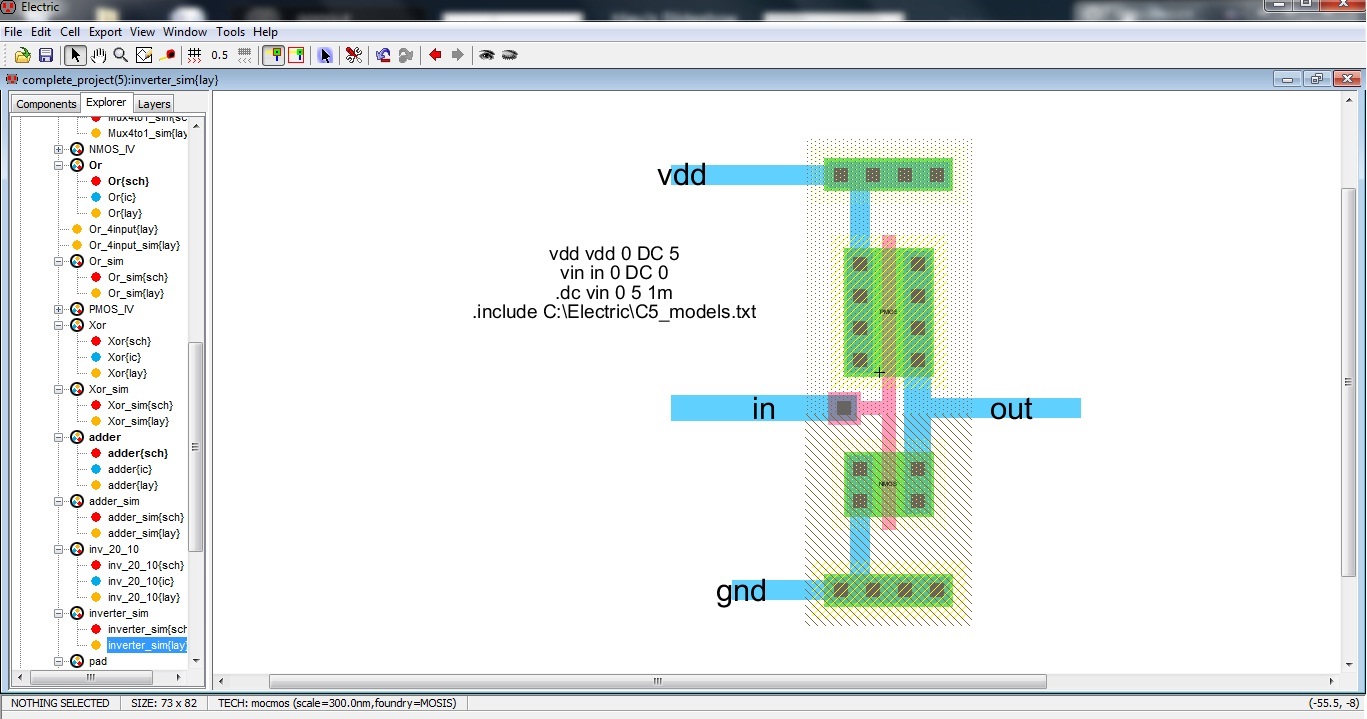 Electric
File Edit Cell Export View Window Tools Help
0.5
complete_project(5):inverter_sim{lay}
Components Explorer Layers
Mux4to1_sim{sc
Mux4to1_sim{lay
NMOS_IV
Or
Or{sch}
Or{ic}
Or{lay}
Or_4input{lay}
Or_4input_sim{lay}
Or_sim
Or_sim{sch}
Or_sim{lay}
PMOS_IV
Xor
Xor{sch}
Xor{ic}
Xor{lay}
Xor_sim
Xor_sim{sch}
Xor_sim{lay}
adder
adder{sch}
adder{ic}
adder{lay}
adder_sim
adder_sim{sch}
adder_sim{lay}
inv_20_10
inv_20_10{sch}
inv_20_10{ic}
inv_20_10{lay}
inverter_sim
inverter_sim{sch
inverter_sim{lay}
pad
vdd
vdd vdd 0 DC 5
vin in 0 DC 0
.dc vin 0 5 1m
.include C:\Electric\C5_models.txt
PMOS
in
out
NMOS
gnd
NOTHING SELECTED SIZE: 73 x 82 TECH: mocmos (scale=300.0nm,foundry=MOSIS) (-55.5, -8)